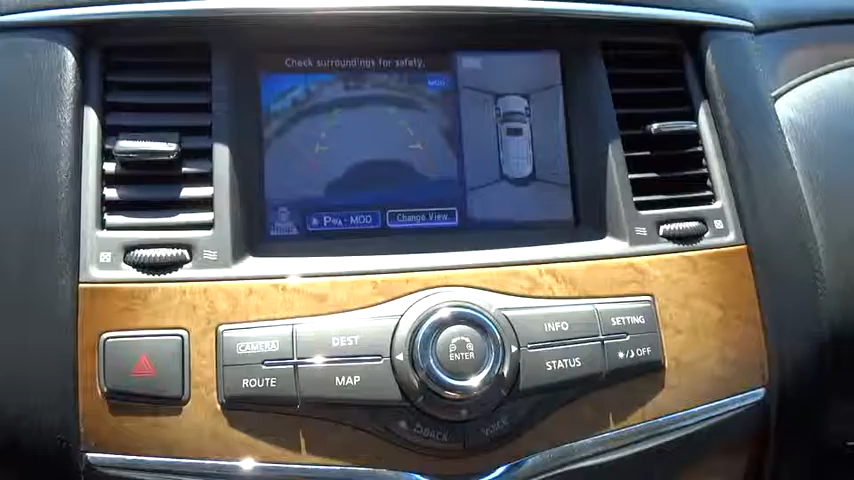 Check surroundings for safety.
MOD
P MOD
Change View
CAMERA
DEST
INFO
SETTING
ENTER
ROUTE
MAP
STATUS
OFF
BACK
VOICE